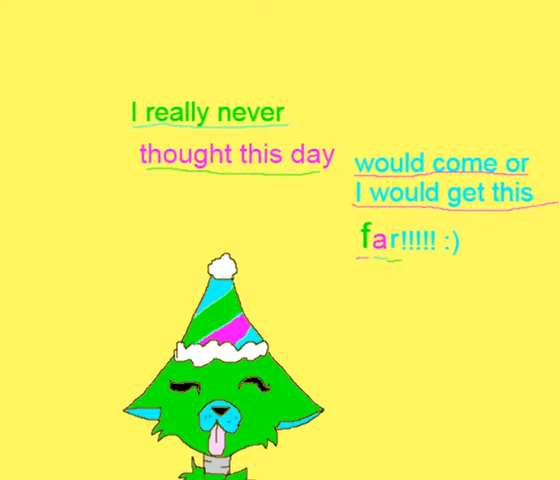 I really never
thought this day
would come or
I would get this
far!!!!! :)